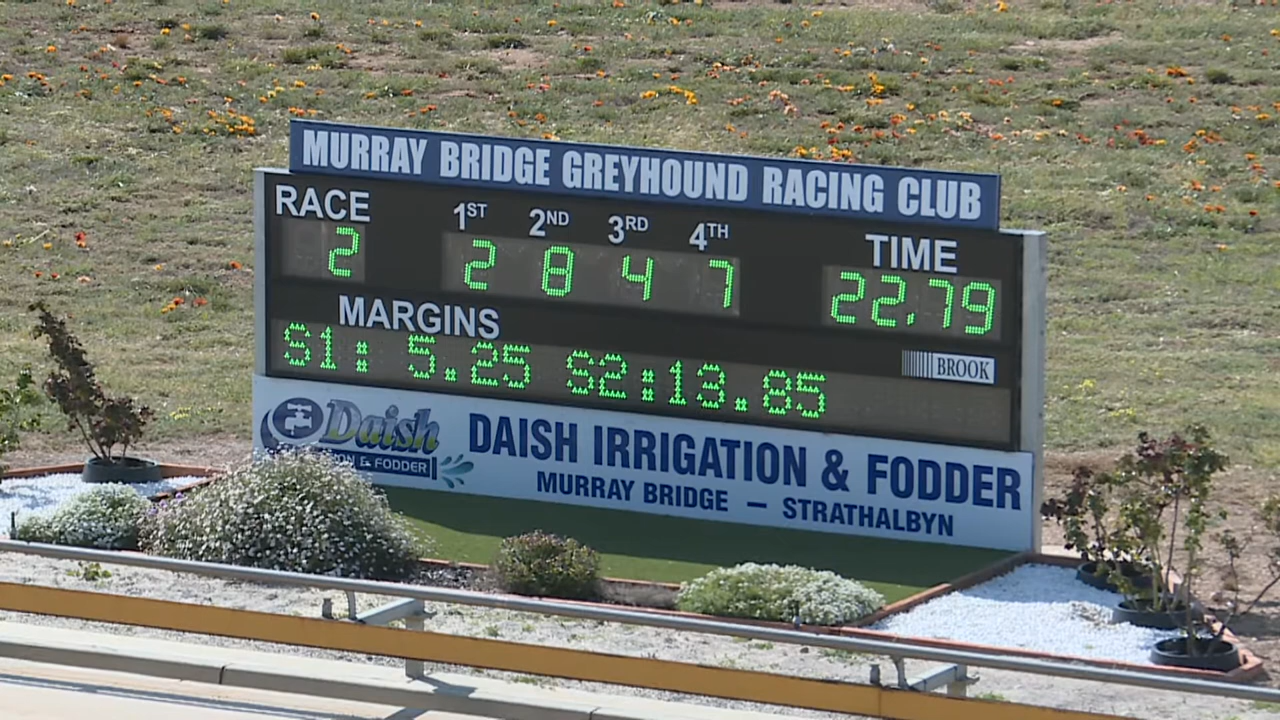 MURRAY BRIDGE GREYHOUND RACING CLUB
RACE 1ST 2ND 3RD 4TH TIME
2 2 8 4 7 22.79
MARGINS
S1: 5.25 S2:13.85
BROOK
Daish
& FODDER
DAISH IRRIGATION & FODDER
MURRAY BRIDGE — STRATHALBYN